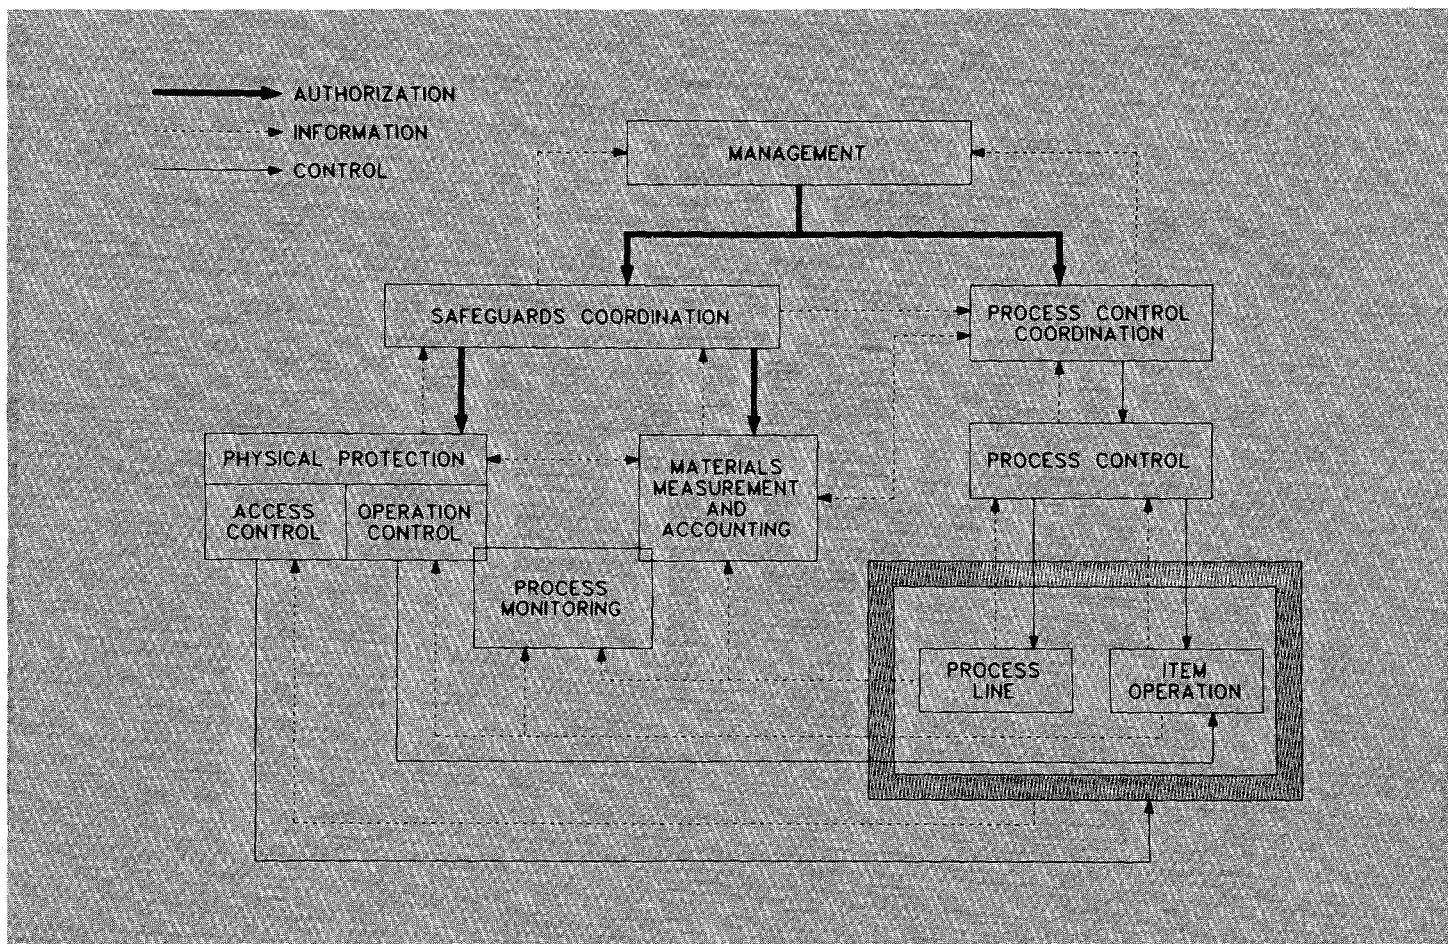 AUTHORIZATION
INFORMATION
CONTROL
MANAGEMENT
SAFEGUARDS COORDINATION
PROCESS CONTROL
COORDINATION
PHYSICAL PROTECTION
ACCESS
CONTROL
OPERATION
CONTROL
MATERIALS
MEASUREMENT
AND
ACCOUNTING
PROCESS CONTROL
PROCESS
MONITORING
PROCESS
LINE
ITEM
OPERATION